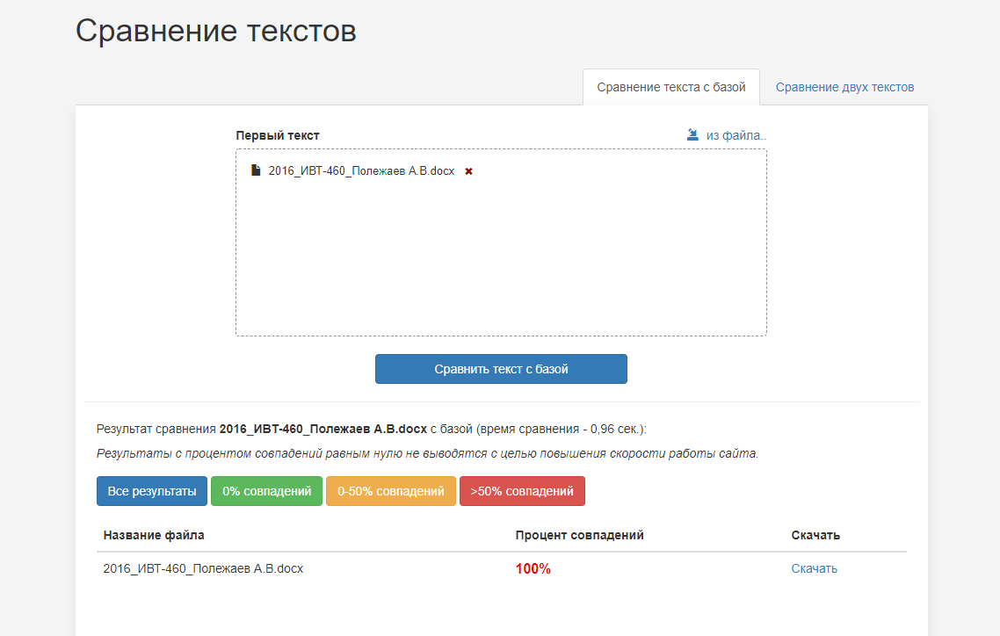 Сравнение текстов
Сравнение текста с базой Сравнение двух текстов
Первый текст из файла..
2016_ИВТ-460_Полежаев А.В.docx
Сравнить текст с базой
Результат сравнения 2016_ИВТ-460_Полежаев А.В.docx с базой (время сравнения - 0,96 сек.):
Результаты с процентом совпадений равным нулю не выводятся с целью повышения скорости работы сайта.
Все результаты 0% совпадений 0-50% совпадений >50% совпадений
Название файла Процент совпадений Скачать
2016_ИВТ-460_Полежаев А.В.docx 100% Скачать